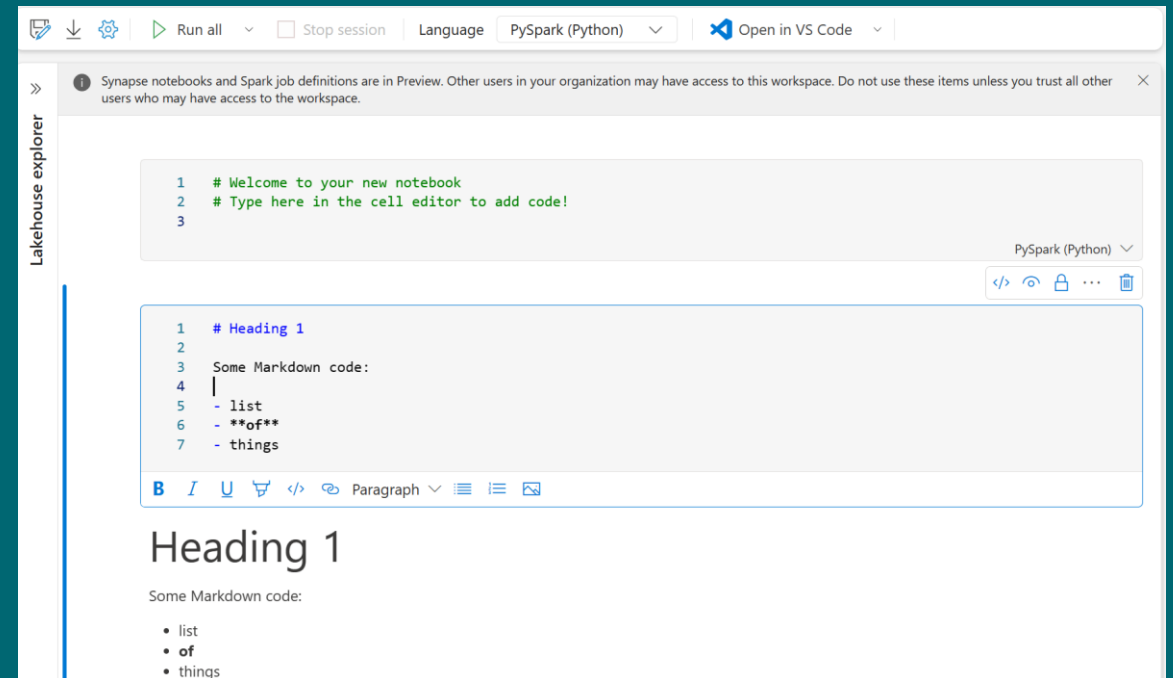 Run all
Stop session
Language
PySpark (Python)
Open in VS Code
Lakehouse explorer
Synapse notebooks and Spark job definitions are in Preview. Other users in your organization may have access to this workspace. Do not use these items unless you trust all other
users who may have access to the workspace.
1 # Welcome to your new notebook
2 # Type here in the cell editor to add code!
3
PySpark (Python)
1 # Heading 1
2
3 Some Markdown code:
4
5 - list
6 - **of**
7 - things
B I U </> Paragraph
Heading 1
Some Markdown code:
• list
• of
• things